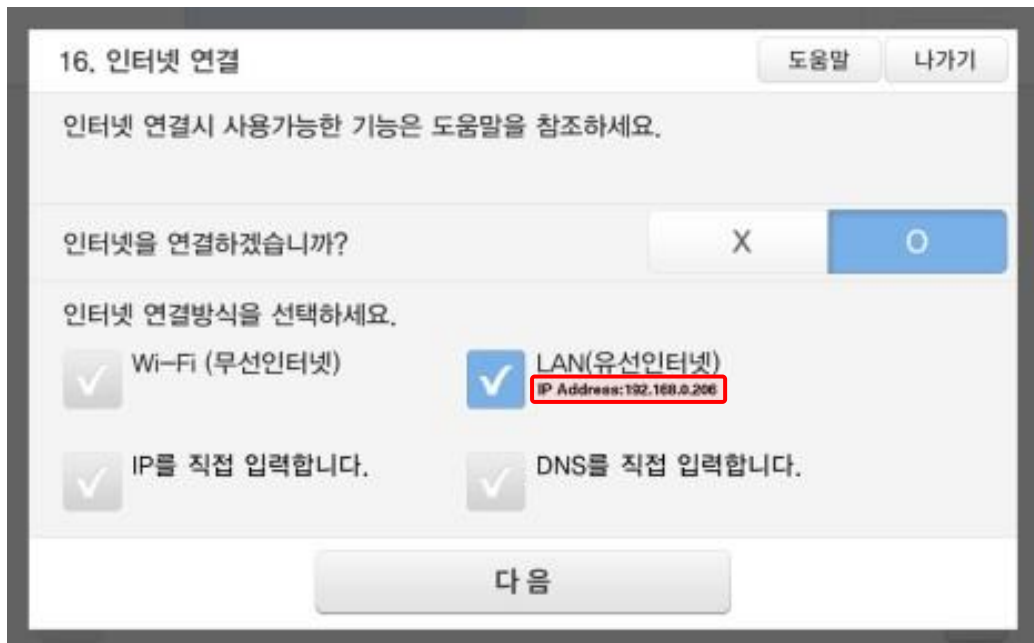 16. 인터넷 연결
도움말
나가기
인터넷 연결시 사용가능한 기능은 도움말을 참조하세요.
인터넷을 연결하겠습니까?
X
O
인터넷 연결방식을 선택하세요.
Wi-Fi (무선인터넷)
LAN(유선인터넷)
IP Address:192.168.0.206
IP를 직접 입력합니다.
DNS를 직접 입력합니다.
다음